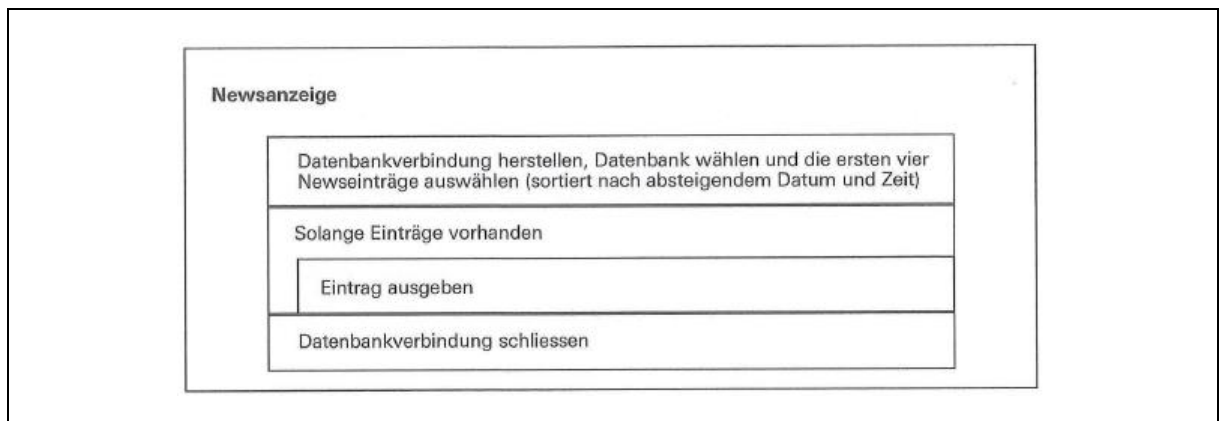 Newsanzeige
Datenbankverbindung herstellen, Datenbank wählen und die ersten vier
Newseinträge auswählen (sortiert nach absteigendem Datum und Zeit)
Solange Einträge vorhanden
Eintrag ausgeben
Datenbankverbindung schliessen